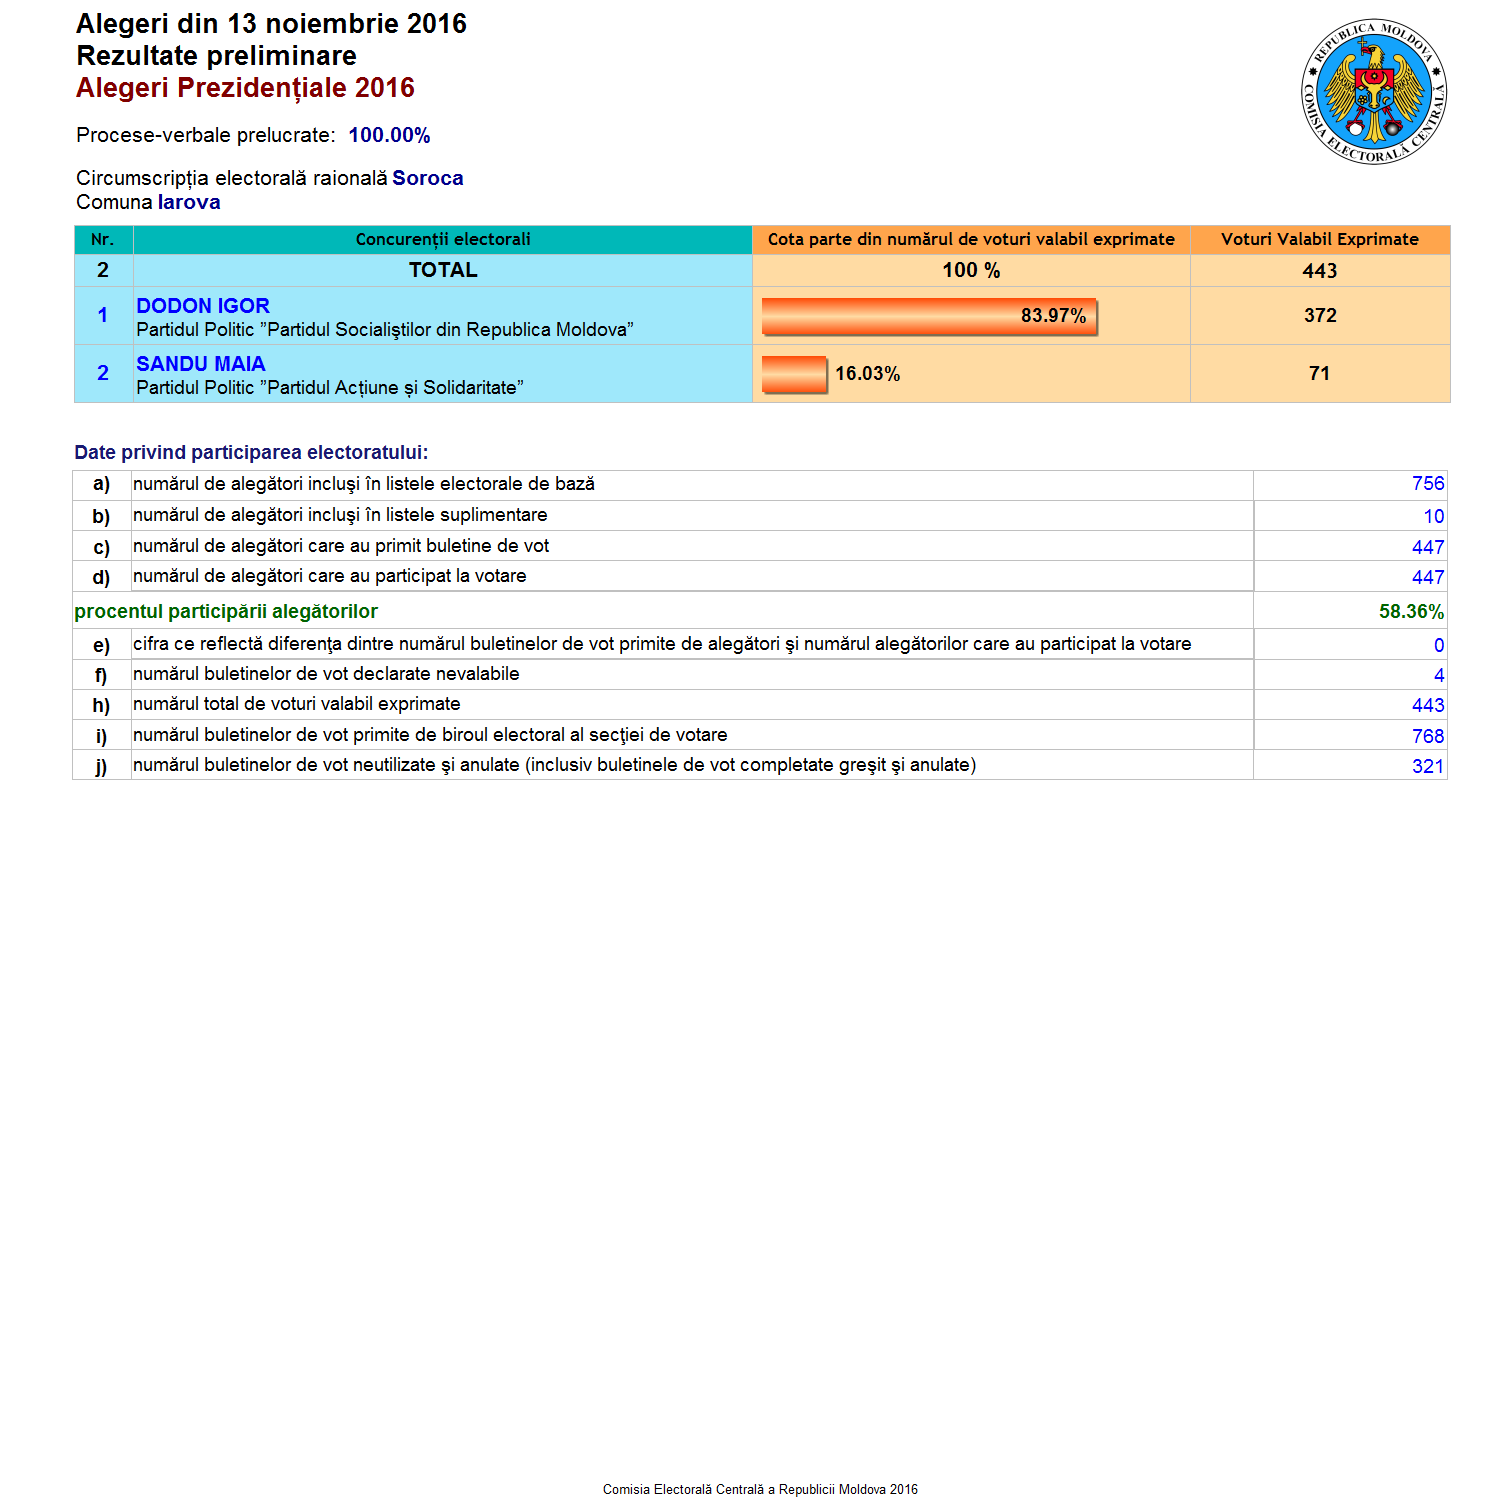 Alegeri din 13 noiembrie 2016
Rezultate preliminare
Alegeri Prezidențiale 2016
Procese-verbale prelucrate: 100.00%
Circumscripția electorală raională Soroca
Comuna Iarova
REPUBLICA MOLDOVA
COMISIA ELECTORALĂ CENTRALĂ
Nr. Concurenții electorali Cota parte din numărul de voturi valabil exprimate Voturi Valabil Exprimate
2 TOTAL 100 % 443
1 DODON IGOR 83.97% 372
Partidul Politic ”Partidul Socialiştilor din Republica Moldova”
2 SANDU MAIA 16.03% 71
Partidul Politic ”Partidul Acțiune și Solidaritate”
Date privind participarea electoratului:
a) numărul de alegători incluşi în listele electorale de bază 756
b) numărul de alegători incluşi în listele suplimentare 10
c) numărul de alegători care au primit buletine de vot 447
d) numărul de alegători care au participat la votare 447
procentul participării alegătorilor 58.36%
e) cifra ce reflectă diferenţa dintre numărul buletinelor de vot primite de alegători şi numărul alegătorilor care au participat la votare 0
f) numărul buletinelor de vot declarate nevalabile 4
h) numărul total de voturi valabil exprimate 443
i) numărul buletinelor de vot primite de biroul electoral al secţiei de votare 768
j) numărul buletinelor de vot neutilizate şi anulate (inclusiv buletinele de vot completate greşit şi anulate) 321
Comisia Electorală Centrală a Republicii Moldova 2016